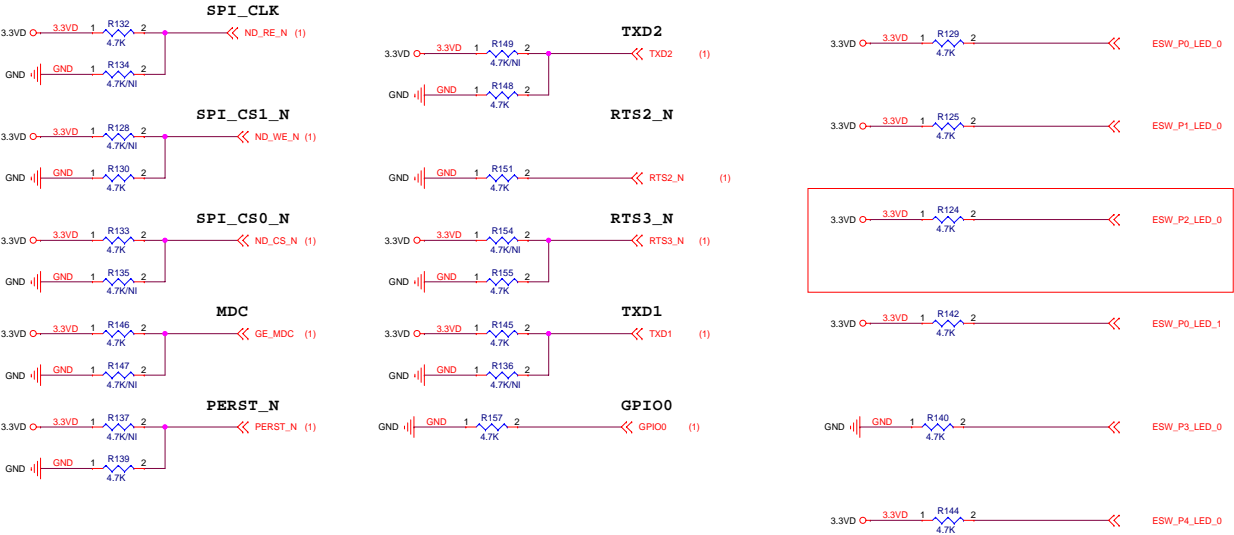 SPI_CLK
3.3VD 3.3VD 1 R132 2 ND_RE_N (1)
4.7K
GND GND 1 R134 2
4.7K/NI
SPI_CS1_N
3.3VD 3.3VD 1 R128 2 ND_WE_N (1)
4.7K/NI
GND GND 1 R130 2
4.7K
SPI_CS0_N
3.3VD 3.3VD 1 R133 2 ND_CS_N (1)
4.7K
GND GND 1 R135 2
4.7K/NI
MDC
3.3VD 3.3VD 1 R146 2 GE_MDC (1)
4.7K
GND GND 1 R147 2
4.7K/NI
PERST_N
3.3VD 3.3VD 1 R137 2 PERST_N (1)
4.7K/NI
GND GND 1 R139 2
4.7K
TXD2
3.3VD 3.3VD 1 R149 2 TXD2 (1)
4.7K/NI
GND GND 1 R148 2
4.7K
RTS2_N
GND GND 1 R151 2 RTS2_N (1)
4.7K
RTS3_N
3.3VD 3.3VD 1 R154 2 RTS3_N (1)
4.7K/NI
GND GND 1 R155 2
4.7K
TXD1
3.3VD 3.3VD 1 R145 2 TXD1 (1)
4.7K
GND GND 1 R136 2
4.7K/NI
GPIO0
GND GND 1 R157 2 GPIO0 (1)
4.7K
3.3VD 3.3VD 1 R129 2 ESW_P0_LED_0
4.7K
3.3VD 3.3VD 1 R125 2 ESW_P1_LED_0
4.7K
3.3VD 3.3VD 1 R124 2 ESW_P2_LED_0
4.7K
3.3VD 3.3VD 1 R142 2 ESW_P0_LED_1
4.7K
GND GND 1 R140 2 ESW_P3_LED_0
4.7K
3.3VD 3.3VD 1 R144 2 ESW_P4_LED_0
4.7K